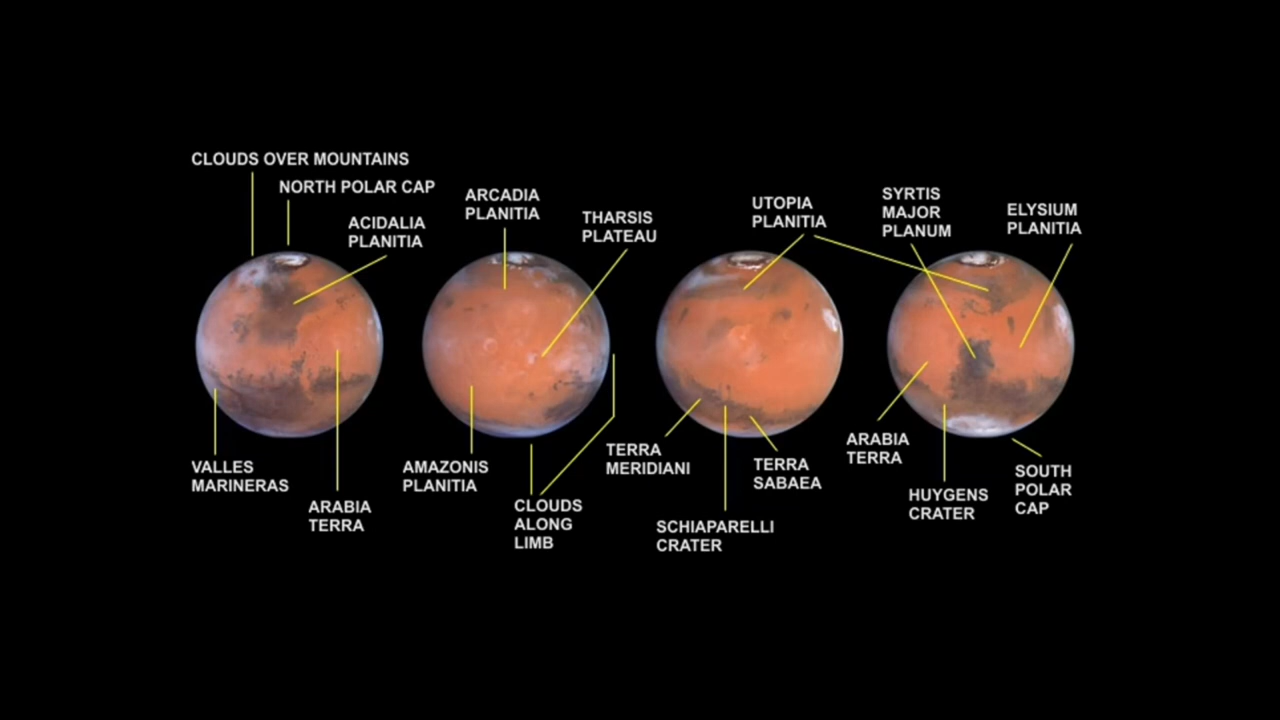 CLOUDS OVER MOUNTAINS
NORTH POLAR CAP
ACIDALIA
PLANITIA
VALLES
MARINERAS
ARABIA
TERRA
ARCADIA
PLANITIA
THARSIS
PLATEAU
AMAZONIS
PLANITIA
CLOUDS
ALONG
LIMB
UTOPIA
PLANITIA
TERRA
MERIDIANI
TERRA
SABAEA
SCHIAPARELLI
CRATER
SYRTIS
MAJOR
PLANUM
ELYSIUM
PLANITIA
ARABIA
TERRA
HUYGENS
CRATER
SOUTH
POLAR
CAP